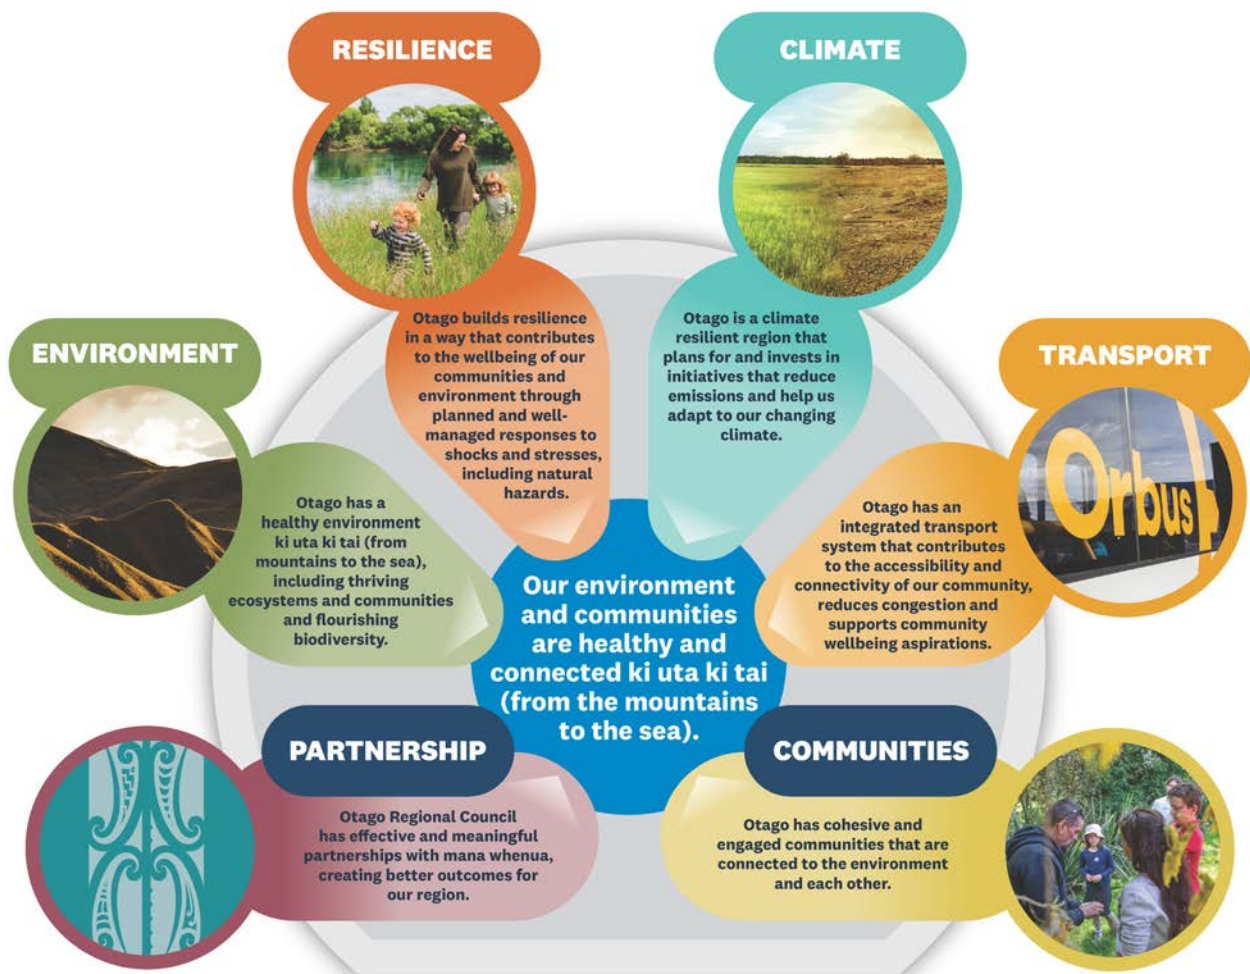 RESILIENCE
CLIMATE
Otago builds resilience
in a way that contributes
to the wellbeing of our
communities and
environment through
planned and well-
managed responses to
shocks and stresses,
including natural
hazards.
Otago is a climate
resilient region that
plans for and invests in
initiatives that reduce
emissions and help us
adapt to our changing
climate.
ENVIRONMENT
TRANSPORT
Orbus
Otago has a
healthy environment
ki uta ki tai (from
mountains to the sea),
including thriving
ecosystems and communities
and flourishing
biodiversity.
Otago has an
integrated transport
system that contributes
to the accessibility and
connectivity of our community,
reduces congestion and
supports community
wellbeing aspirations.
Our environment
and communities
are healthy and
connected ki uta ki tai
(from the mountains
to the sea).
PARTNERSHIP
COMMUNITIES
Otago Regional Council
has effective and meaningful
partnerships with mana whenua,
creating better outcomes for
our region.
Otago has cohesive and
engaged communities that are
connected to the environment
and each other.